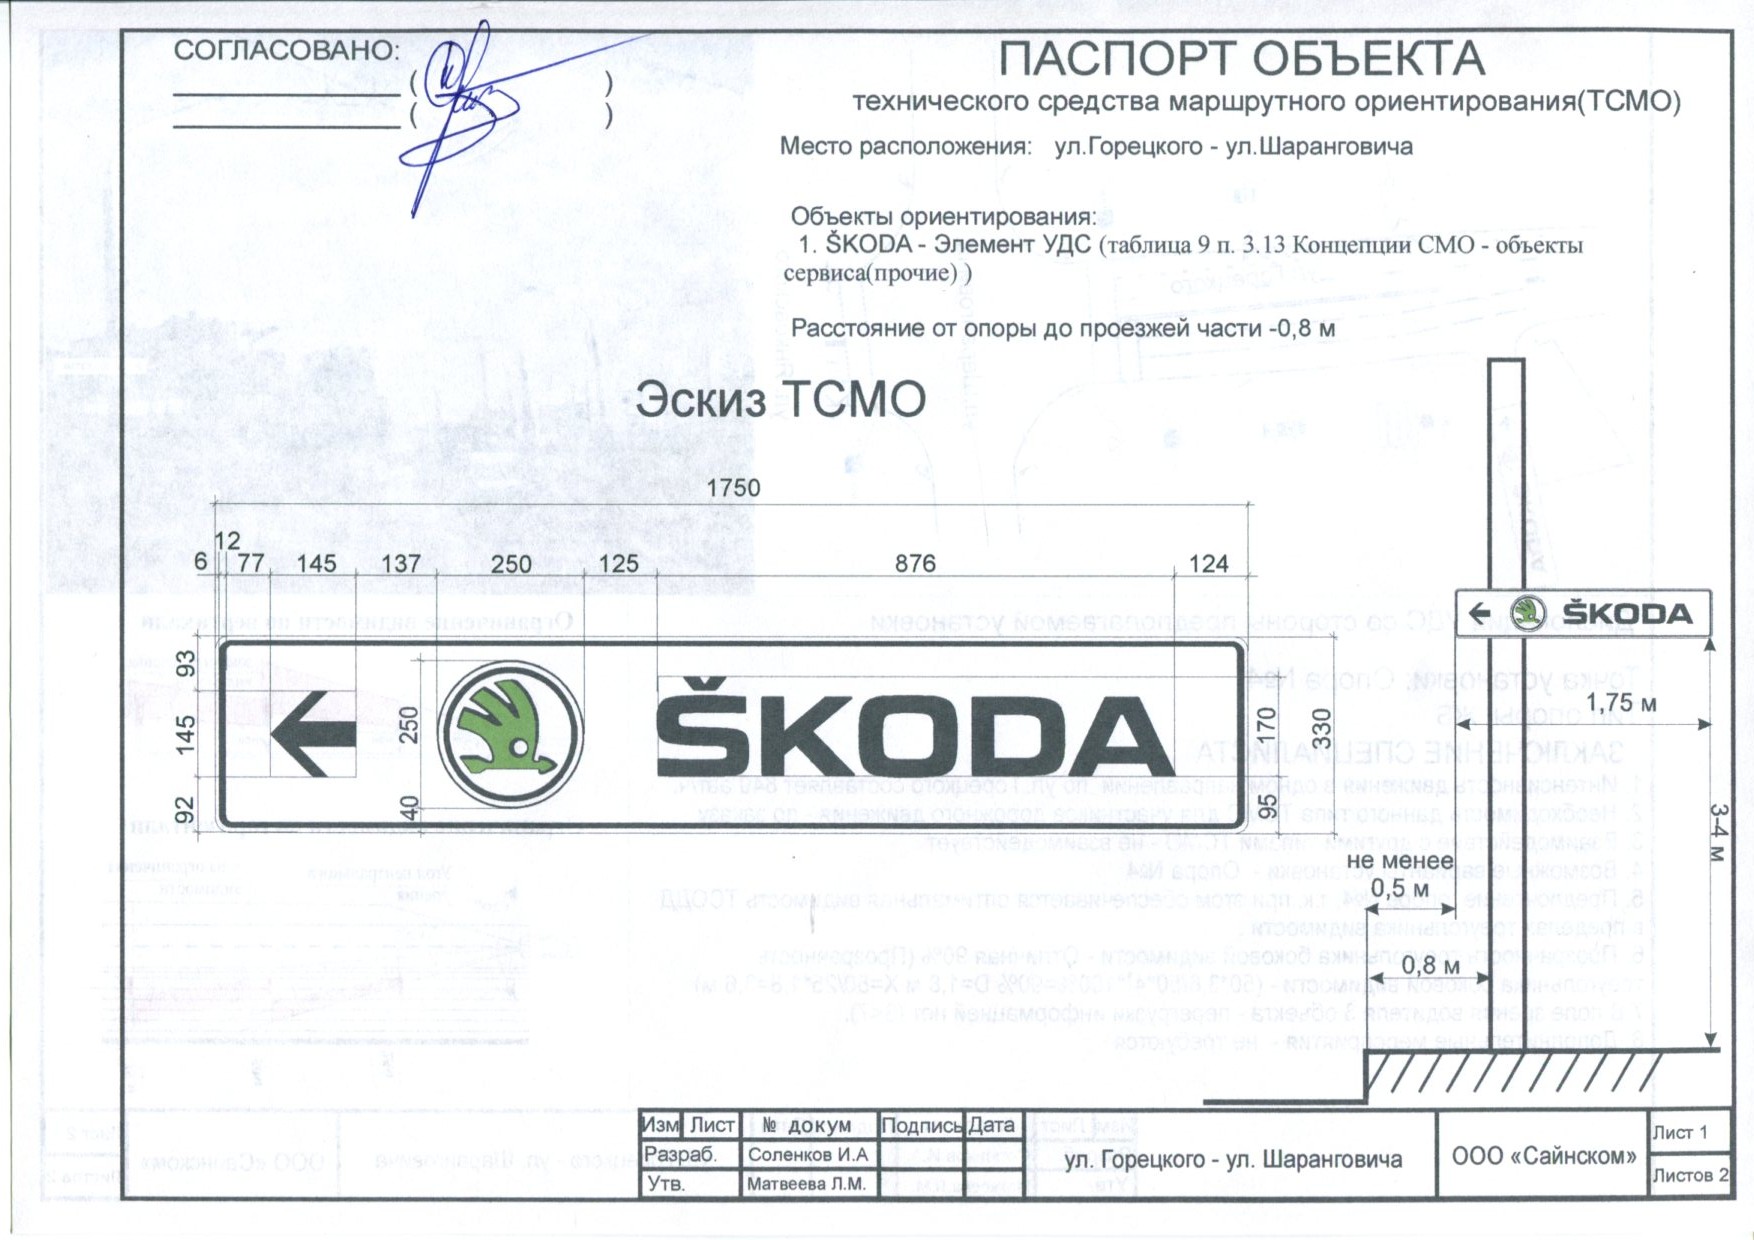 СОГЛАСОВАНО:
( )
( )
ПАСПОРТ ОБЪЕКТА
технического средства маршрутного ориентирования(ТСМО)
Место расположения: ул.Горецкого - ул.Шаранговича
Объекты ориентирования:
1. ŠKODA - Элемент УДС (таблица 9 п. 3.13 Концепции СМО - объекты
сервиса(прочие) )
Расстояние от опоры до проезжей части -0,8 м
Эскиз ТСМО
1750
12
6 77 145 137 250 125 876 124
93
145
92
250
40
ŠKODA
170
95
330
ŠKODA
1,75 м
3-4 м
не менее
0,5 м
0,8 м
Изм Лист № докум Подпись Дата
Разраб. Соленков И.А
Утв. Матвеева Л.М.
ул. Горецкого - ул. Шаранговича
ООО «Сайнском»
Лист 1
Листов 2